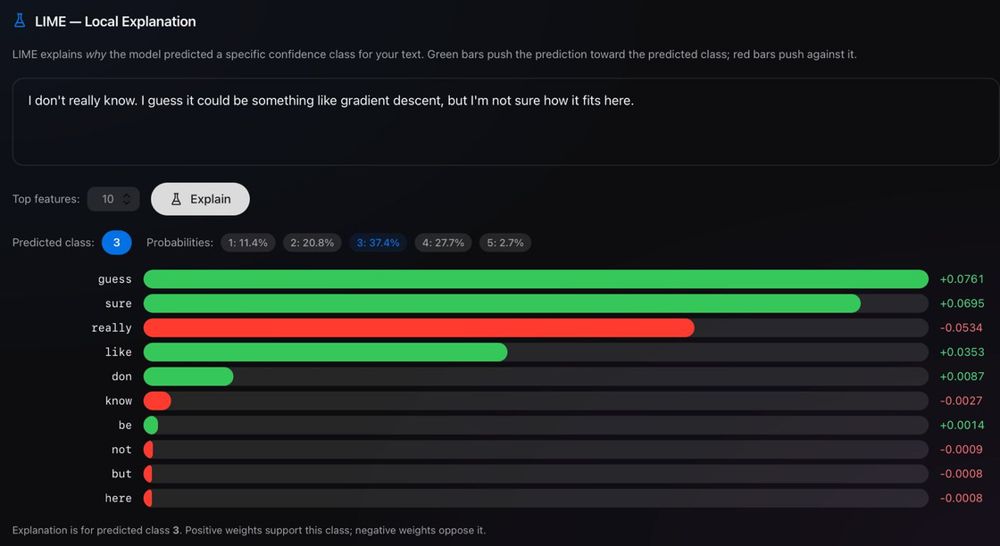 LIME — Local Explanation
LIME explains why the model predicted a specific confidence class for your text. Green bars push the prediction toward the predicted class; red bars push against it.
I don't really know. I guess it could be something like gradient descent, but I'm not sure how it fits here.
Top features: 10 Explain
Predicted class: 3 Probabilities: 1: 11.4% 2: 20.8% 3: 37.4% 4: 27.7% 5: 2.7%
guess +0.0761
sure +0.0695
really -0.0534
like +0.0353
don +0.0087
know -0.0027
be +0.0014
not -0.0009
but -0.0008
here -0.0008
Explanation is for predicted class 3. Positive weights support this class; negative weights oppose it.